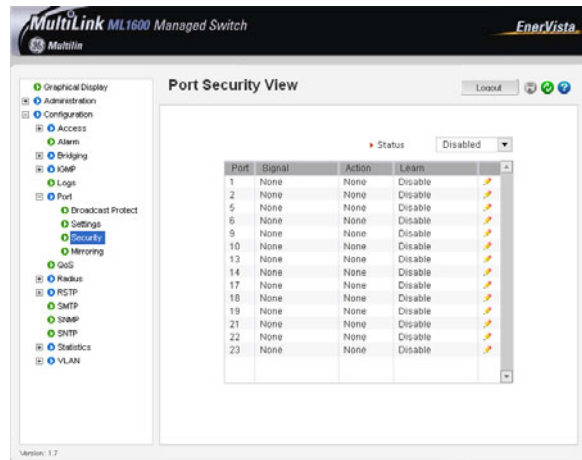 MultiLink ML1600 Managed Switch
EnerVista
GE Multilin
Graphical Display
Administration
Configuration
Access
Alarm
Bridging
IGMP
Logs
Port
Broadcast Protect
Settings
Security
Mirroring
QoS
Radius
RSTP
SMTP
SNMP
SNTP
Statistics
VLAN
Port Security View
Logout
Status Disabled
Port Signal Action Learn
1 None None Disable
2 None None Disable
5 None None Disable
6 None None Disable
9 None None Disable
10 None None Disable
13 None None Disable
14 None None Disable
17 None None Disable
18 None None Disable
19 None None Disable
21 None None Disable
22 None None Disable
23 None None Disable
Version: 1.7